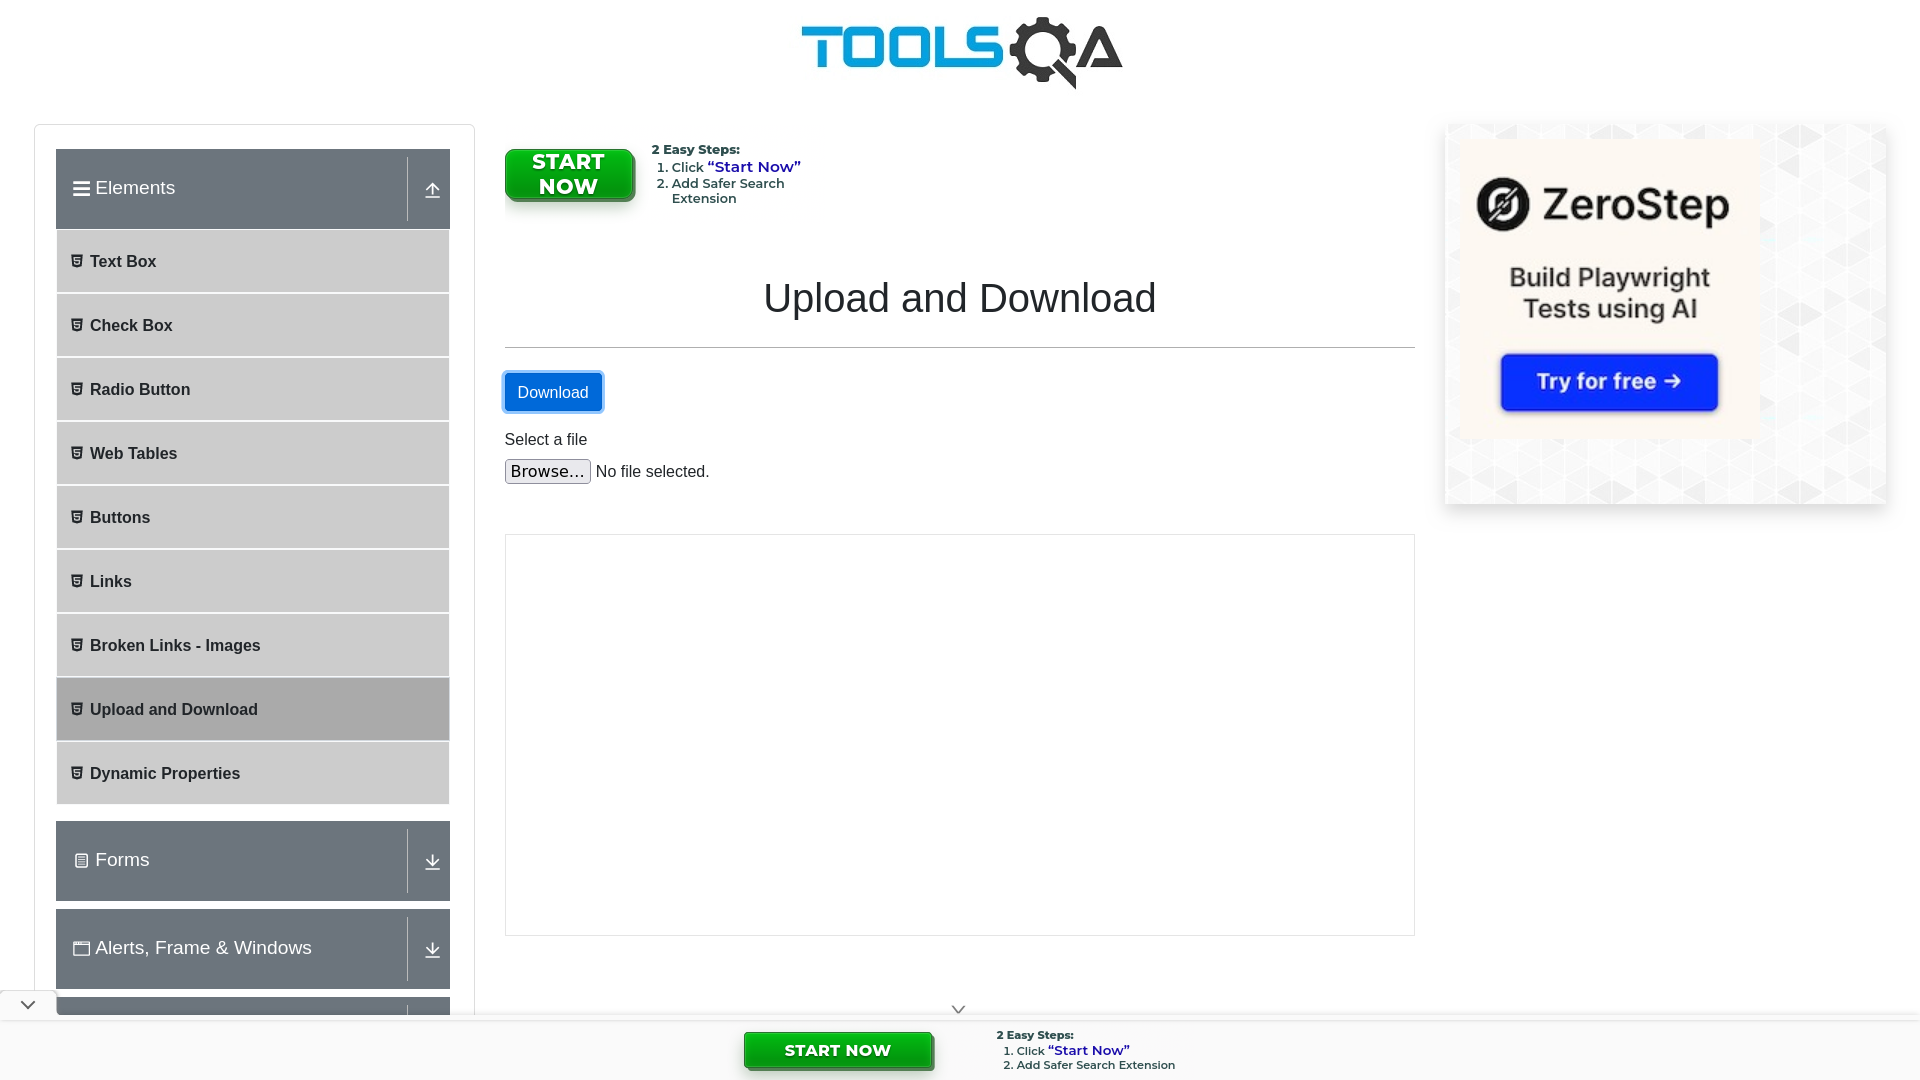 TOOLSQA
Elements
Text Box
Check Box
Radio Button
Web Tables
Buttons
Links
Broken Links - Images
Upload and Download
Dynamic Properties
Forms
Alerts, Frame & Windows
START
NOW
2 Easy Steps:
1. Click “Start Now”
2. Add Safer Search
Extension
Upload and Download
Download
Select a file
Browse... No file selected.
ZeroStep
Build Playwright
Tests using AI
Try for free →
START NOW
2 Easy Steps:
1. Click “Start Now”
2. Add Safer Search Extension